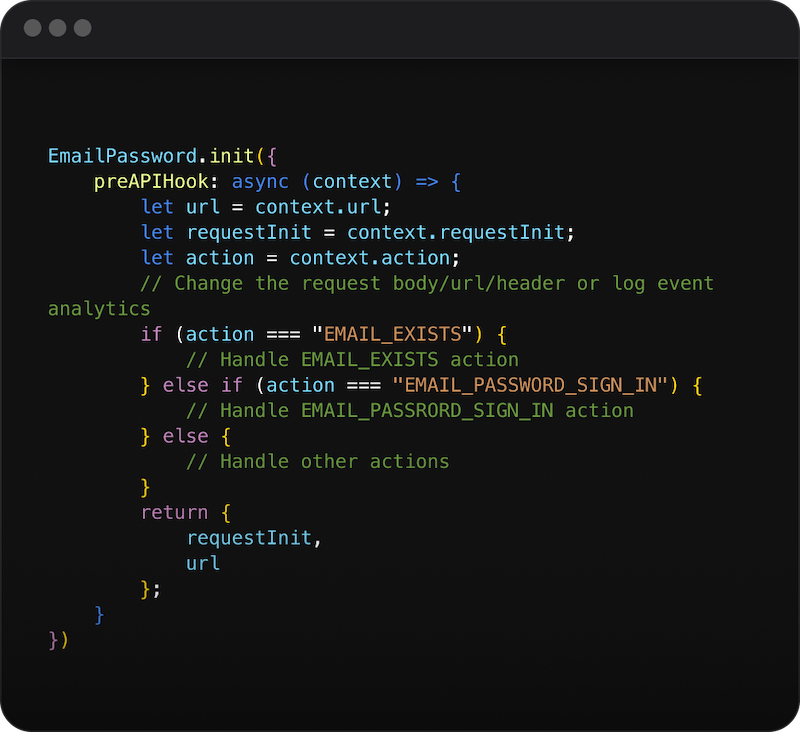 EmailPassword.init({
    preAPIHook: async (context) => {
        let url = context.url;
        let requestInit = context.requestInit;
        let action = context.action;
        // Change the request body/url/header or log event
analytics
        if (action === "EMAIL_EXISTS") {
            // Handle EMAIL_EXISTS action
        } else if (action === "EMAIL_PASSWORD_SIGN_IN") {
            // Handle EMAIL_PASSRORD_SIGN_IN action
        } else {
            // Handle other actions
        }
        return {
            requestInit,
            url
        };
    }
})